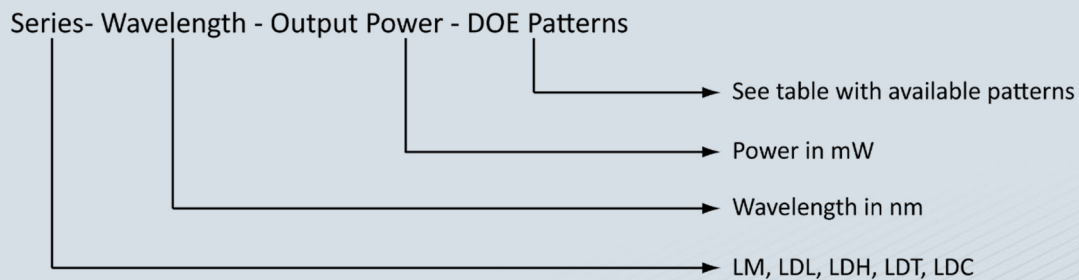 Series- Wavelength - Output Power - DOE Patterns
See table with available patterns
Power in mW
Wavelength in nm
LM, LDL, LDH, LDT, LDC